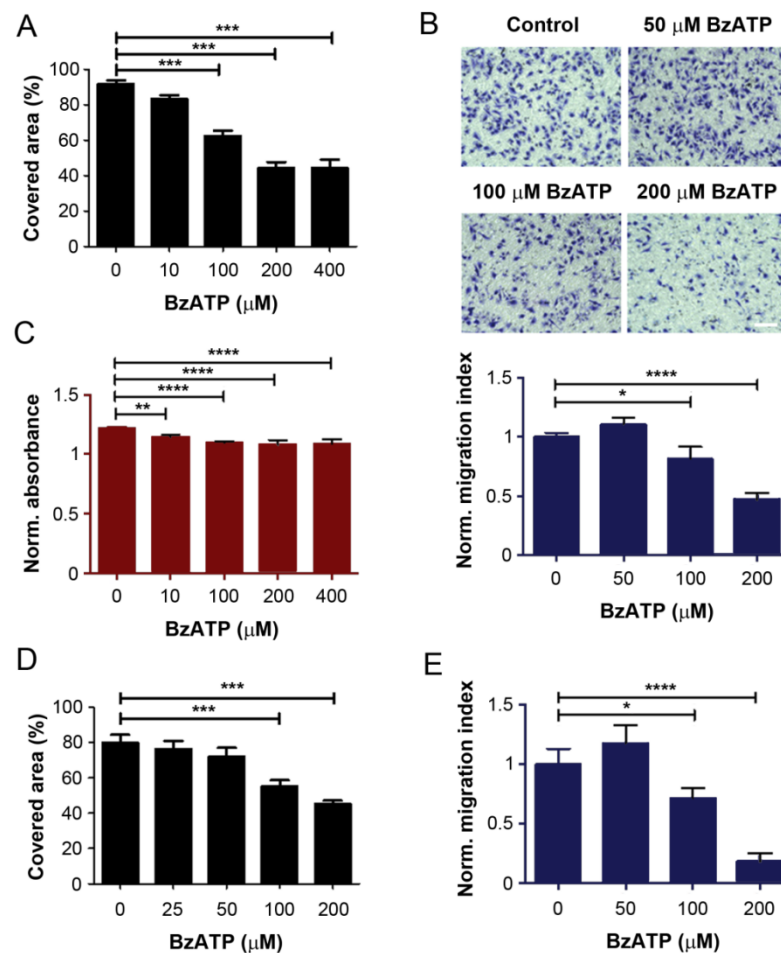 A
***
***
***
100
80
60
40
20
0
Covered area (%)
0 10 100 200 400
BzATP (μM)
B
Control 50 μM BzATP
100 μM BzATP 200 μM BzATP
****
*
1.5
1
0.5
0
Norm. migration index
0 50 100 200
BzATP (μM)
C
****
****
****
**
1.5
1
0.5
0
Norm. absorbance
0 10 100 200 400
BzATP (μM)
D
***
***
100
80
60
40
20
0
Covered area (%)
0 25 50 100 200
BzATP (μM)
E
****
*
1.5
1
0.5
0
Norm. migration index
0 50 100 200
BzATP (μM)